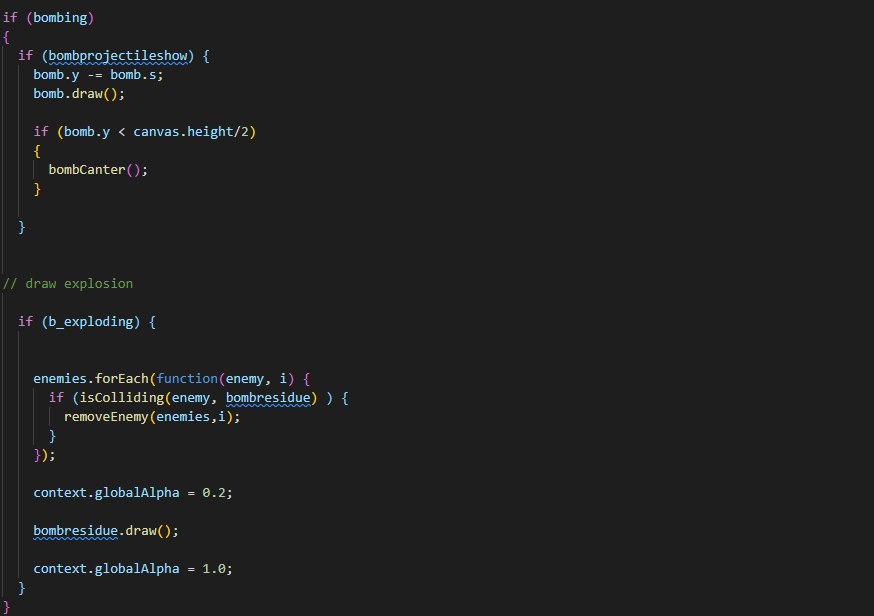 if (bombing)
{
  if (bombprojectileshow) {
    bomb.y -= bomb.s;
    bomb.draw();
    if (bomb.y < canvas.height/2)
    {
      bombCanter();
    }
  }
// draw explosion
  if (b_exploding) {
    enemies.forEach(function(enemy, i) {
      if (isColliding(enemy, bombresidue) ) {
        removeEnemy(enemies,i);
      }
    });
    context.globalAlpha = 0.2;
    bombresidue.draw();
    context.globalAlpha = 1.0;
  }
}